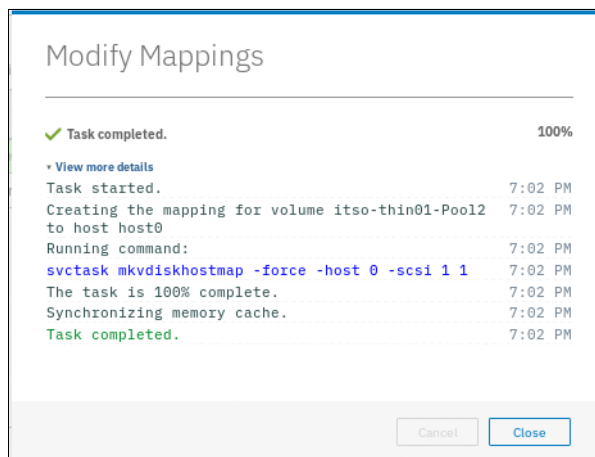 Modify Mappings
Task completed. 100%
View more details
Task started. 7:02 PM
Creating the mapping for volume itso-thin01-Pool2 7:02 PM
to host host0
Running command: 7:02 PM
svctask mkvdiskhostmap -force -host 0 -scsi 1 1 7:02 PM
The task is 100% complete. 7:02 PM
Synchronizing memory cache. 7:02 PM
Task completed. 7:02 PM
Cancel Close